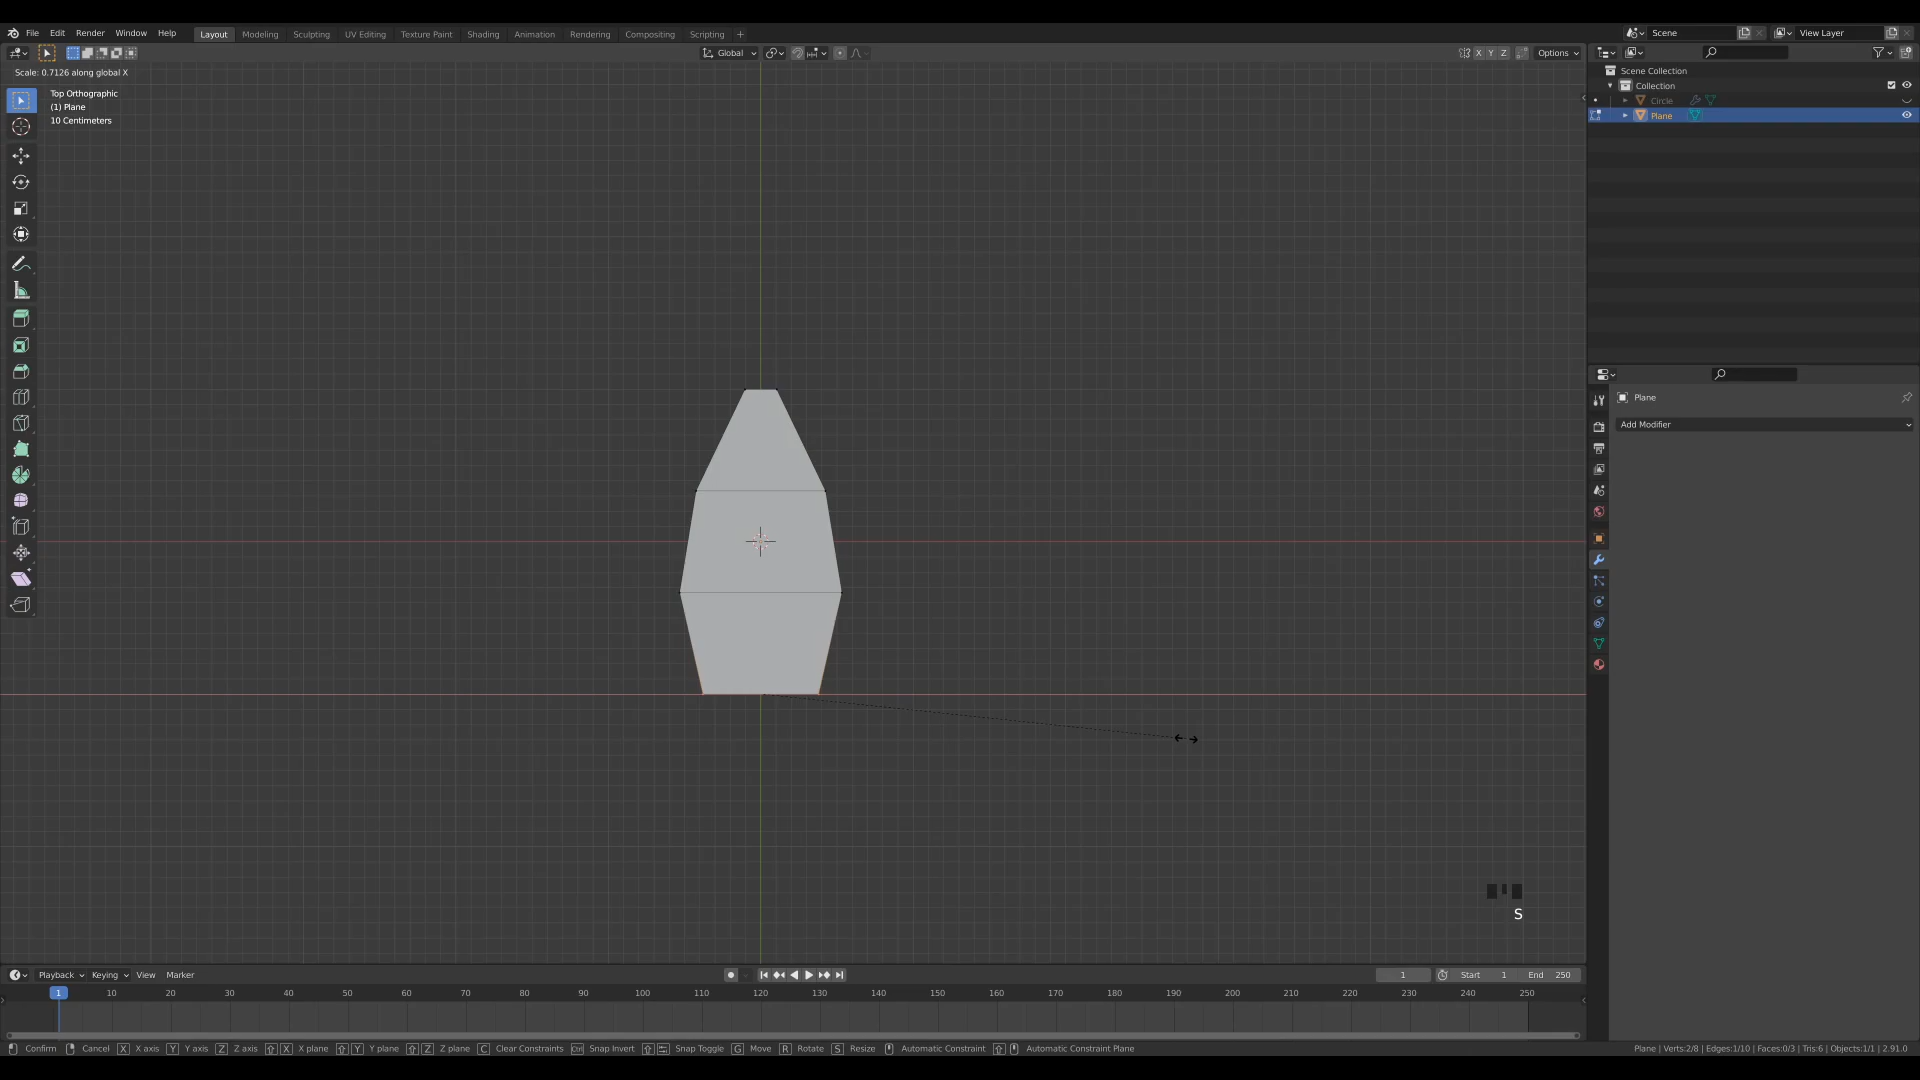 File Edit Render Window Help
Layout Modeling Sculpting UV Editing Texture Paint Shading Animation Rendering Compositing Scripting +
Scene
View Layer
Global
X Y Z
Options
Scale: 0.7126 along global X
Top Orthographic
(1) Plane
10 Centimeters
Scene Collection
Collection
Circle
Plane
Plane
Add Modifier
S
Playback Keying View Marker
1
Start 1
End 250
1 10 20 30 40 50 60 70 80 90 100 110 120 130 140 150 160 170 180 190 200 210 220 230 240 250
Confirm Cancel X X axis Y Y axis Z Z axis X X plane Y Y plane Z Z plane C Clear Constraints Ctrl Snap Invert Snap Toggle G Move R Rotate S Resize Automatic Constraint Automatic Constraint Plane
Plane | Verts:2/8 | Edges:1/10 | Faces:0/3 | Tris:6 | Objects:1/1 | 2.91.0